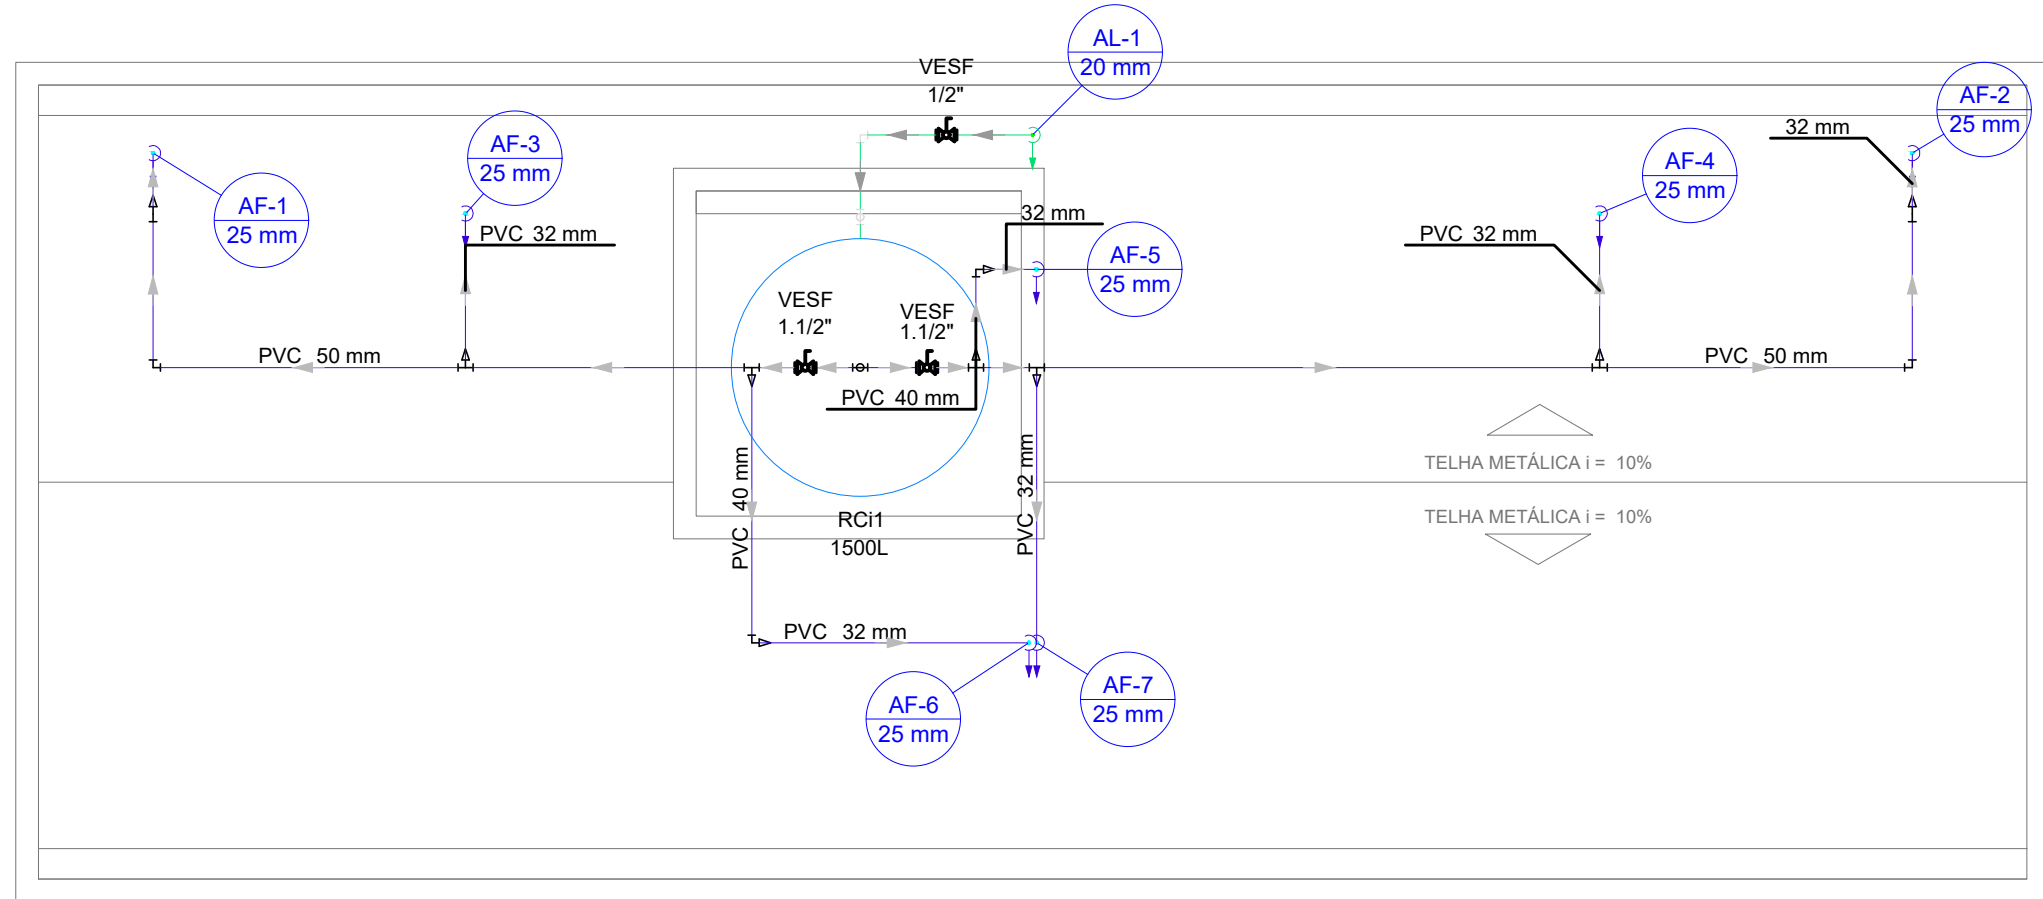 AL-1
20 mm
VESF
1/2"
AF-2
25 mm
32 mm
AF-3
25 mm
AF-4
25 mm
AF-1
25 mm
PVC 32 mm
32 mm
PVC 32 mm
AF-5
25 mm
VESF
1.1/2"
VESF
1.1/2"
PVC 50 mm
PVC 50 mm
PVC 40 mm
PVC 40 mm
PVC 32 mm
TELHA METÁLICA i = 10%
TELHA METÁLICA i = 10%
RCi1
1500L
PVC 32 mm
AF-6
25 mm
AF-7
25 mm